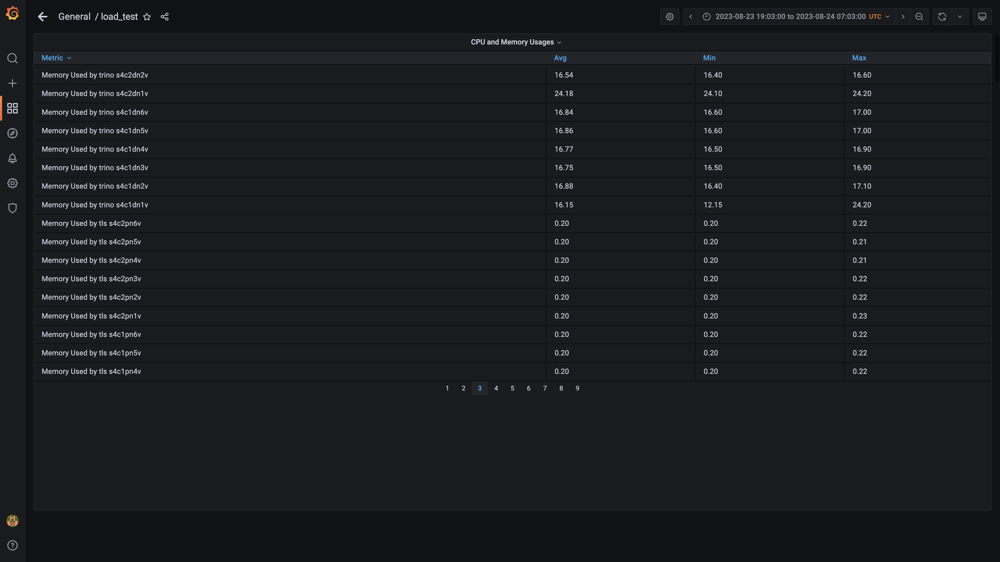 General / load_test
2023-08-23 19:03:00 to 2023-08-24 07:03:00 UTC
CPU and Memory Usages
Metric Avg Min Max
Memory Used by trino s4c2dn2v 16.54 16.40 16.60
Memory Used by trino s4c2dn1v 24.18 24.10 24.20
Memory Used by trino s4c1dn6v 16.84 16.60 17.00
Memory Used by trino s4c1dn5v 16.86 16.60 17.00
Memory Used by trino s4c1dn4v 16.77 16.50 16.90
Memory Used by trino s4c1dn3v 16.75 16.50 16.90
Memory Used by trino s4c1dn2v 16.88 16.40 17.10
Memory Used by trino s4c1dn1v 16.15 12.15 24.20
Memory Used by tls s4c2pn6v 0.20 0.20 0.22
Memory Used by tls s4c2pn5v 0.20 0.20 0.21
Memory Used by tls s4c2pn4v 0.20 0.20 0.21
Memory Used by tls s4c2pn3v 0.20 0.20 0.22
Memory Used by tls s4c2pn2v 0.20 0.20 0.22
Memory Used by tls s4c2pn1v 0.20 0.20 0.23
Memory Used by tls s4c1pn6v 0.20 0.20 0.22
Memory Used by tls s4c1pn5v 0.20 0.20 0.22
Memory Used by tls s4c1pn4v 0.20 0.20 0.22
1 2 3 4 5 6 7 8 9